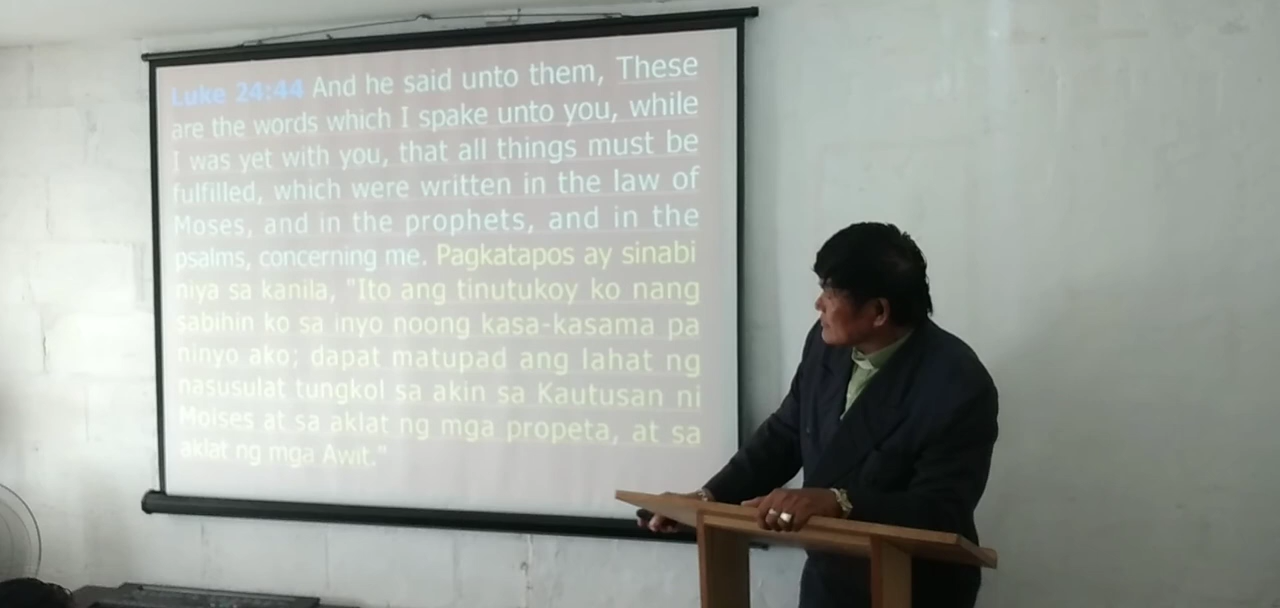 Luke 24:44 And he said unto them, These
are the words which I spake unto you, while
I was yet with you, that all things must be
fulfilled, which were written in the law of
Moses, and in the prophets, and in the
psalms, concerning me. Pagkatapos ay sinabi
niya sa kanila, "Ito ang tinutukoy ko nang
sabihin ko sa inyo noong kasa-kasama pa
ninyo ako; dapat matupad ang lahat ng
nasusulat tungkol sa akin sa Kautusan ni
Moises at sa aklat ng mga propeta, at sa
aklat ng mga Awit."